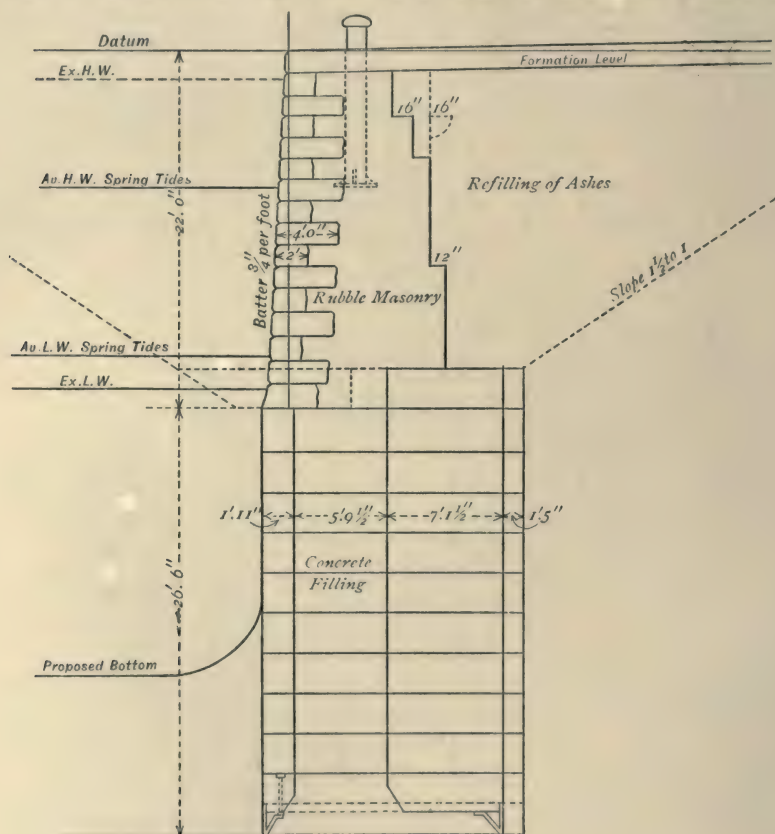 Datum
Formation Level
Ex.H.W.
16"
16"
Av.H.W. Spring Tides
Refilling of Ashes
22'.0"
Batter 3/4" per foot
4'.0"
2'
12"
Slope 1½ to 1
Rubble Masonry
Av.L.W. Spring Tides
Ex.L.W.
1'.11"
5'9½"
7'.1½"
1'.5"
Concrete
Filling
26'.6"
Proposed Bottom